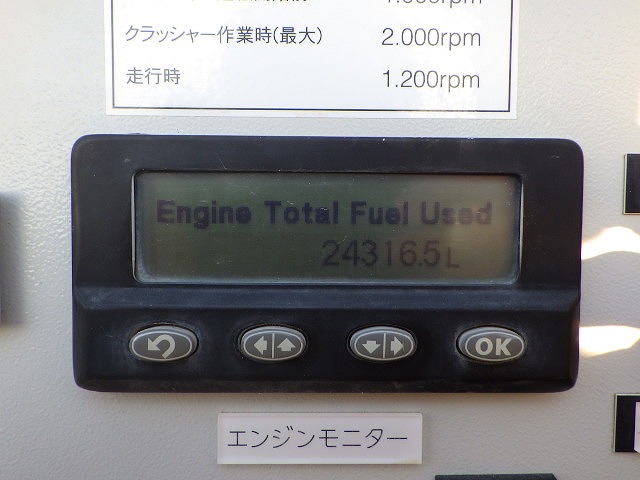 クラッシャー作業時(最大) 2.000rpm
走行時 1.200rpm
Engine Total Fuel Used
24316.5L
OK
エンジンモニター